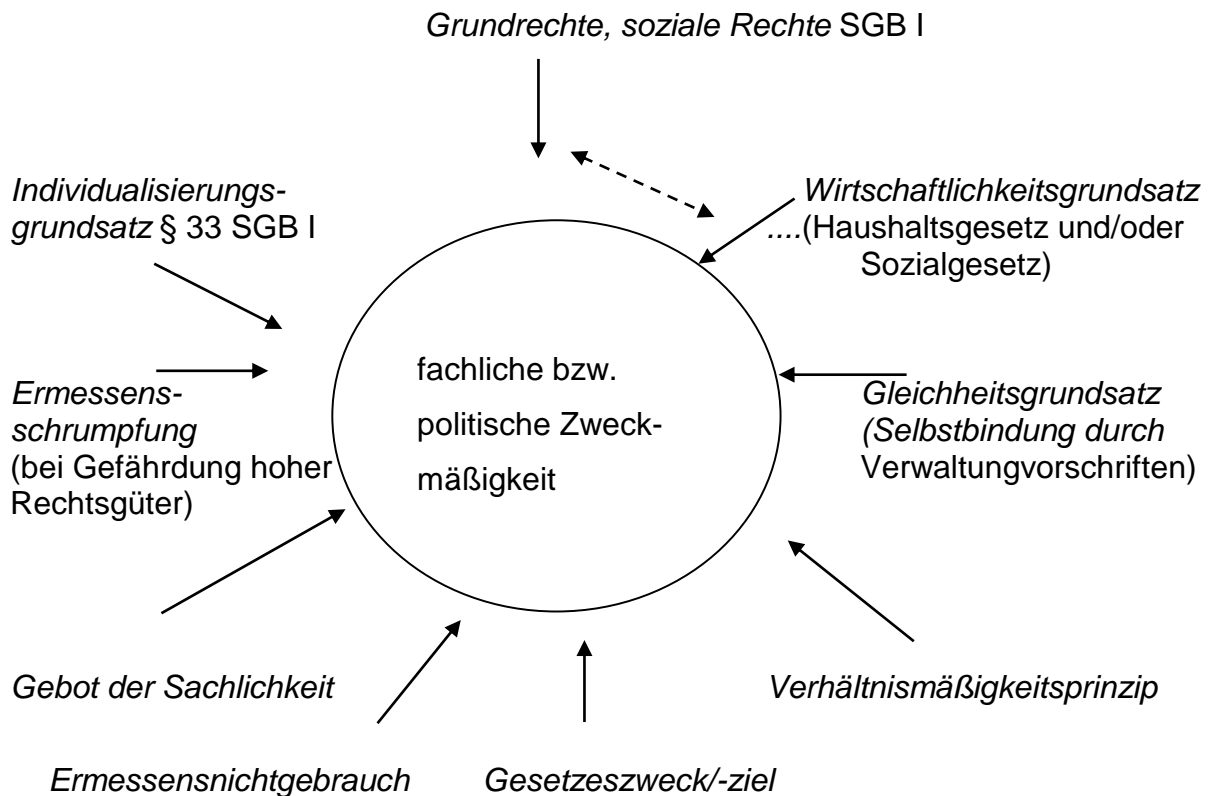 Grundrechte, soziale Rechte SGB I
Individualisierungs-
grundsatz § 33 SGB I
Wirtschaftlichkeitsgrundsatz
....(Haushaltsgesetz und/oder
Sozialgesetz)
fachliche bzw.
politische Zweck-
mäßigkeit
Ermessens-
schrumpfung
(bei Gefährdung hoher
Rechtsgüter)
Gleichheitsgrundsatz
(Selbstbindung durch
Verwaltungvorschriften)
Gebot der Sachlichkeit
Verhältnismäßigkeitsprinzip
Ermessensnichtgebrauch
Gesetzeszweck/-ziel